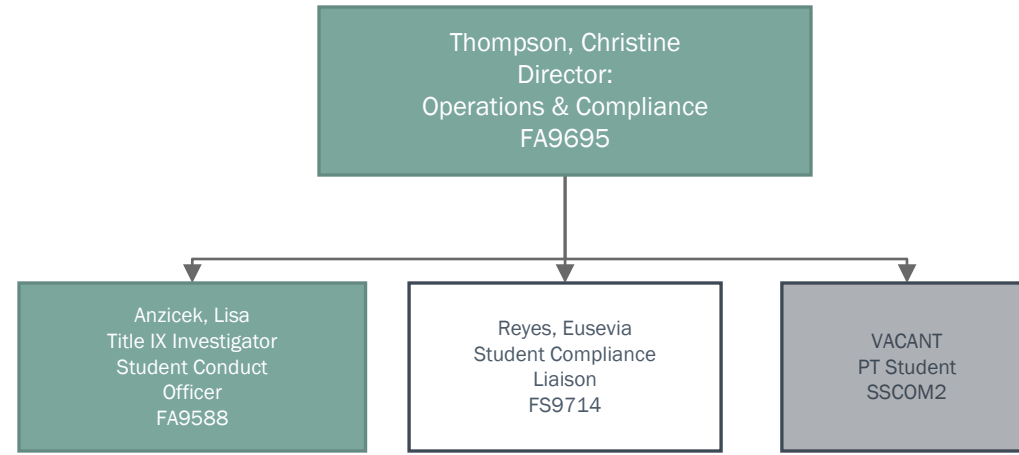 Thompson, Christine
Director:
Operations & Compliance
FA9695
Anzicek, Lisa
Title IX Investigator
Student Conduct
Officer
FA9588
Reyes, Eusevia
Student Compliance
Liaison
FS9714
VACANT
PT Student
SSCOM2